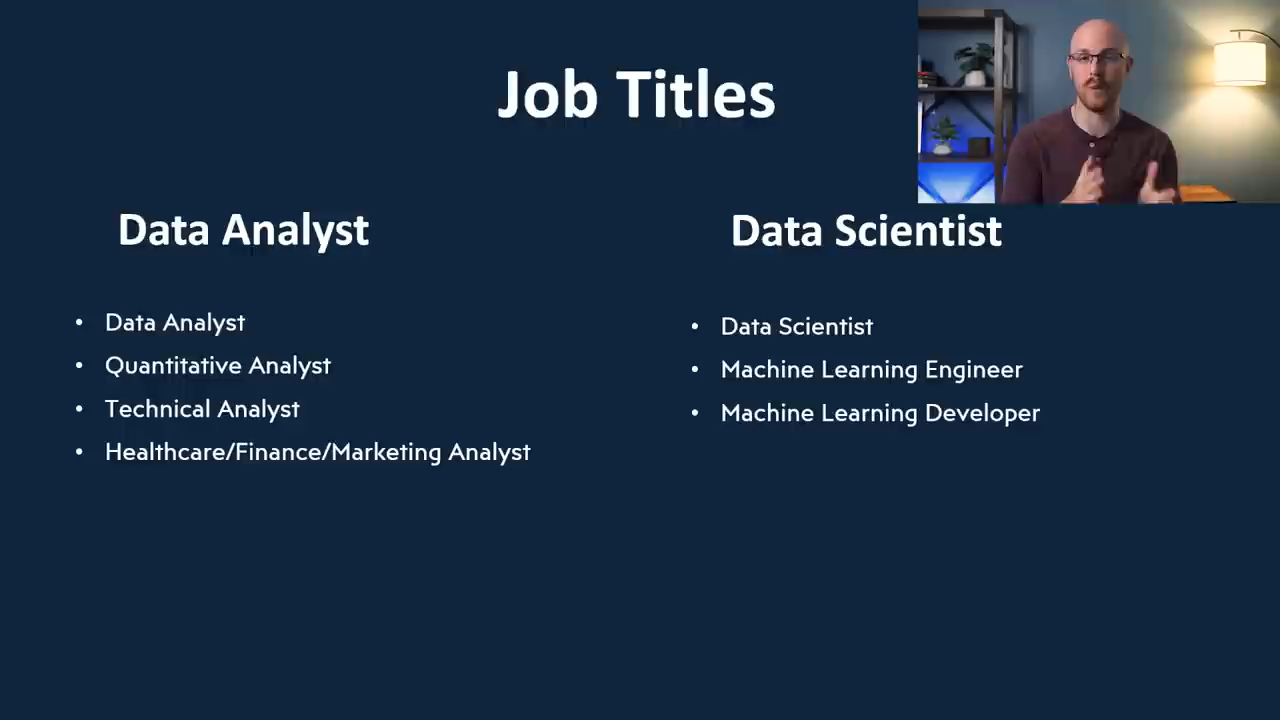 Job Titles
Data Analyst
• Data Analyst
• Quantitative Analyst
• Technical Analyst
• Healthcare/Finance/Marketing Analyst
Data Scientist
• Data Scientist
• Machine Learning Engineer
• Machine Learning Developer